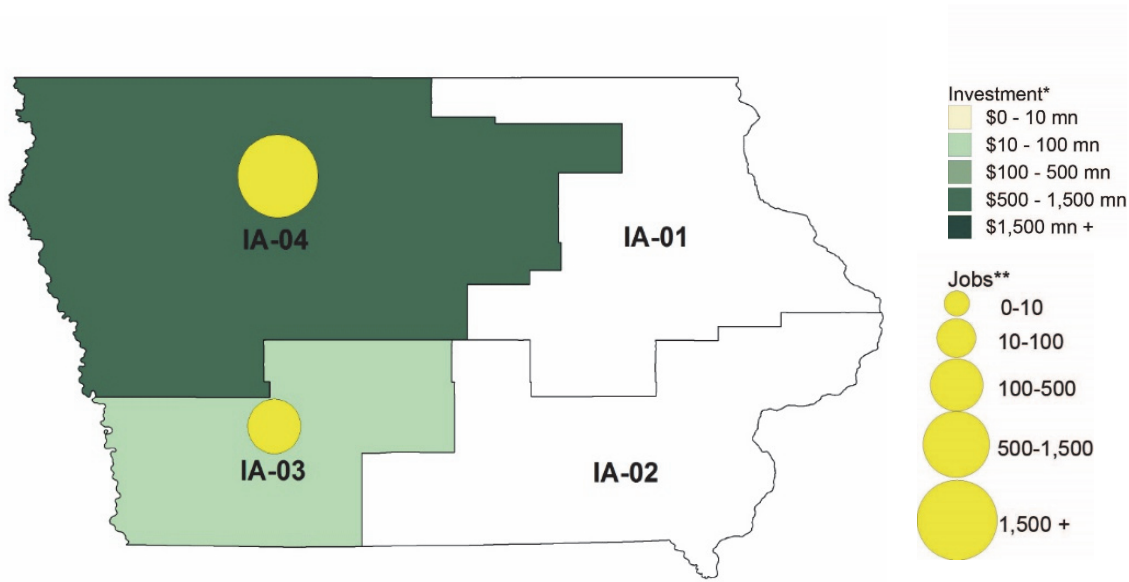 IA-04
IA-01
IA-03
IA-02
Investment*
$0 - 10 mn
$10 - 100 mn
$100 - 500 mn
$500 - 1,500 mn
$1,500 mn +
Jobs**
0-10
10-100
100-500
500-1,500
1,500 +